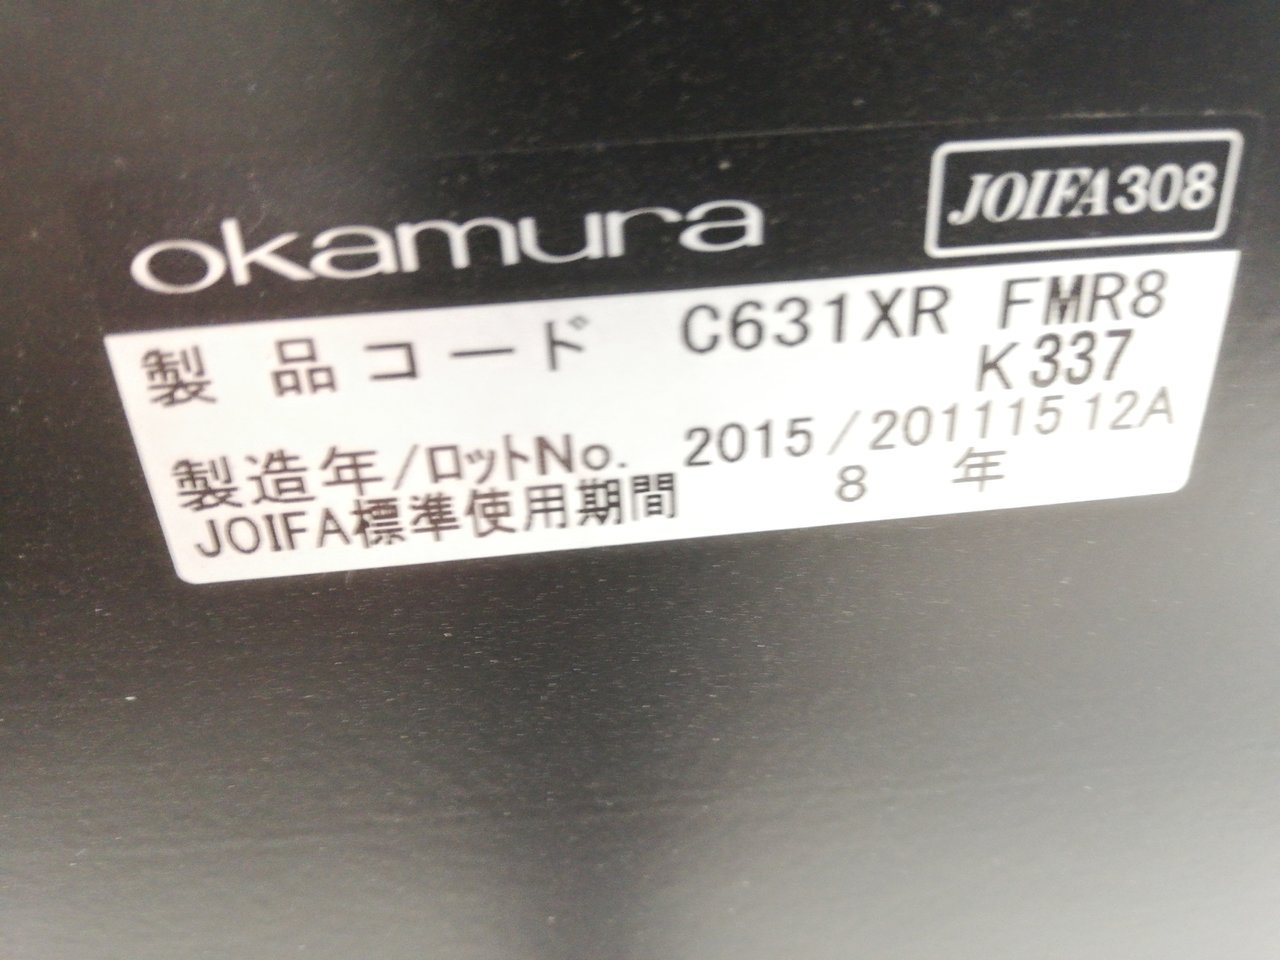 okamura
JOIFA308
製品コード C631XR FMR8
K337
製造年/ロットNo. 2015/20111512A
JOIFA標準使用期間 8 年